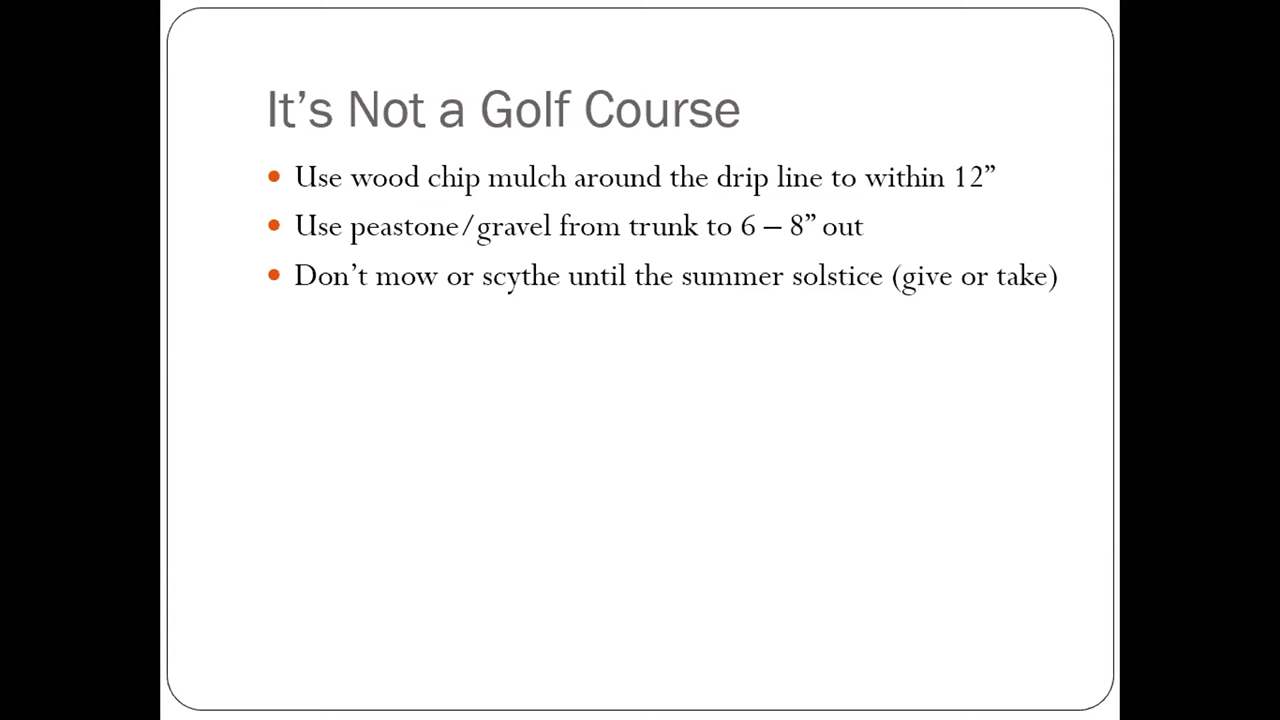 It’s Not a Golf Course
• Use wood chip mulch around the drip line to within 12”
• Use peastone/gravel from trunk to 6 – 8” out
• Don’t mow or scythe until the summer solstice (give or take)